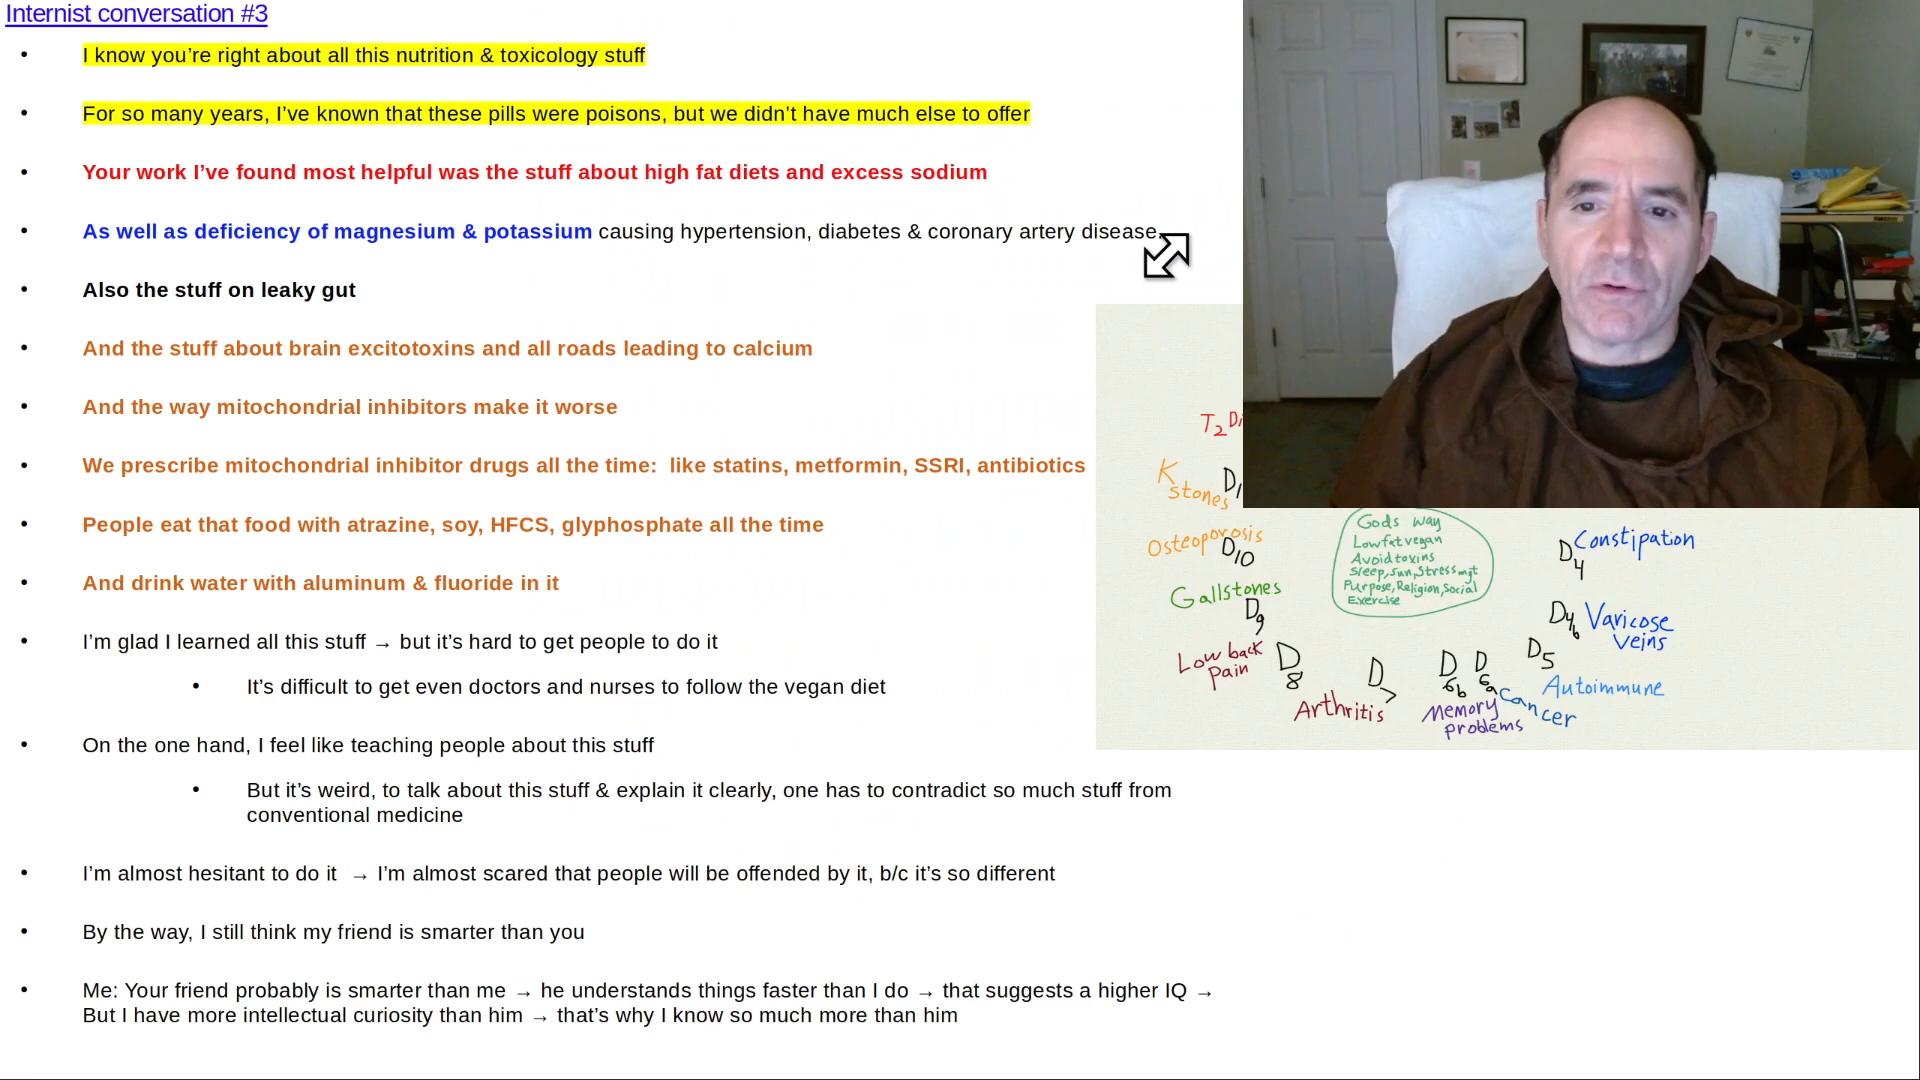 Internist conversation #3
• I know you’re right about all this nutrition & toxicology stuff
• For so many years, I’ve known that these pills were poisons, but we didn’t have much else to offer
• Your work I’ve found most helpful was the stuff about high fat diets and excess sodium
• As well as deficiency of magnesium & potassium causing hypertension, diabetes & coronary artery disease.
• Also the stuff on leaky gut
• And the stuff about brain excitotoxins and all roads leading to calcium
• And the way mitochondrial inhibitors make it worse
• We prescribe mitochondrial inhibitor drugs all the time:  like statins, metformin, SSRI, antibiotics
• People eat that food with atrazine, soy, HFCS, glyphosphate all the time
• And drink water with aluminum & fluoride in it
• I’m glad I learned all this stuff → but it’s hard to get people to do it
• It’s difficult to get even doctors and nurses to follow the vegan diet
• On the one hand, I feel like teaching people about this stuff
• But it’s weird, to talk about this stuff & explain it clearly, one has to contradict so much stuff from
conventional medicine
• I’m almost hesitant to do it → I’m almost scared that people will be offended by it, b/c it’s so different
• By the way, I still think my friend is smarter than you
• Me: Your friend probably is smarter than me → he understands things faster than I do → that suggests a higher IQ →
But I have more intellectual curiosity than him → that’s why I know so much more than him
T2
K
stones
Osteoporosis
D10
Gallstones
D9
Low back
pain
D8
Arthritis
D7
Gods way
Low fat vegan
Avoid toxins
Sleep, Sun, Stress mgt
Purpose, Religion, Social
Exercise
D4 Constipation
D4b Varicose
veins
D5
Autoimmune
D6b D6a
Cancer
Memory
problems